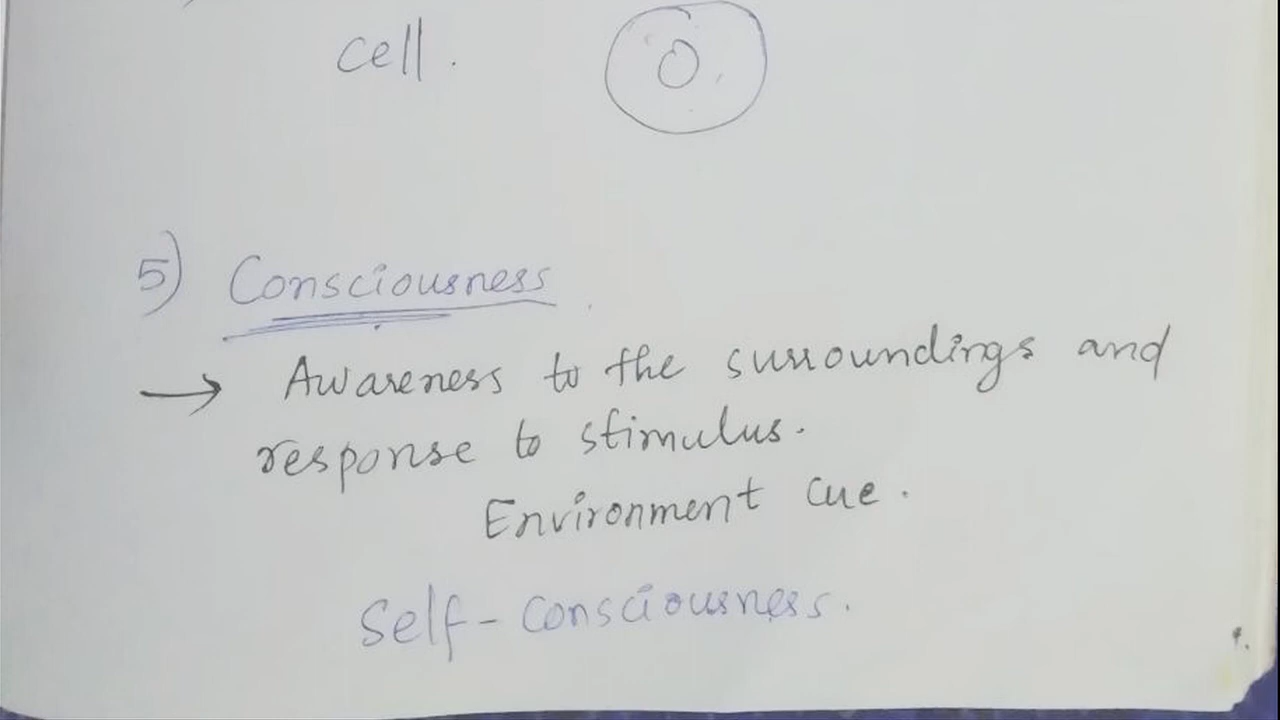 cell.
5) Consciousness
→ Awareness to the surroundings and
response to stimulus.
Environment cue.
Self-consciousness.